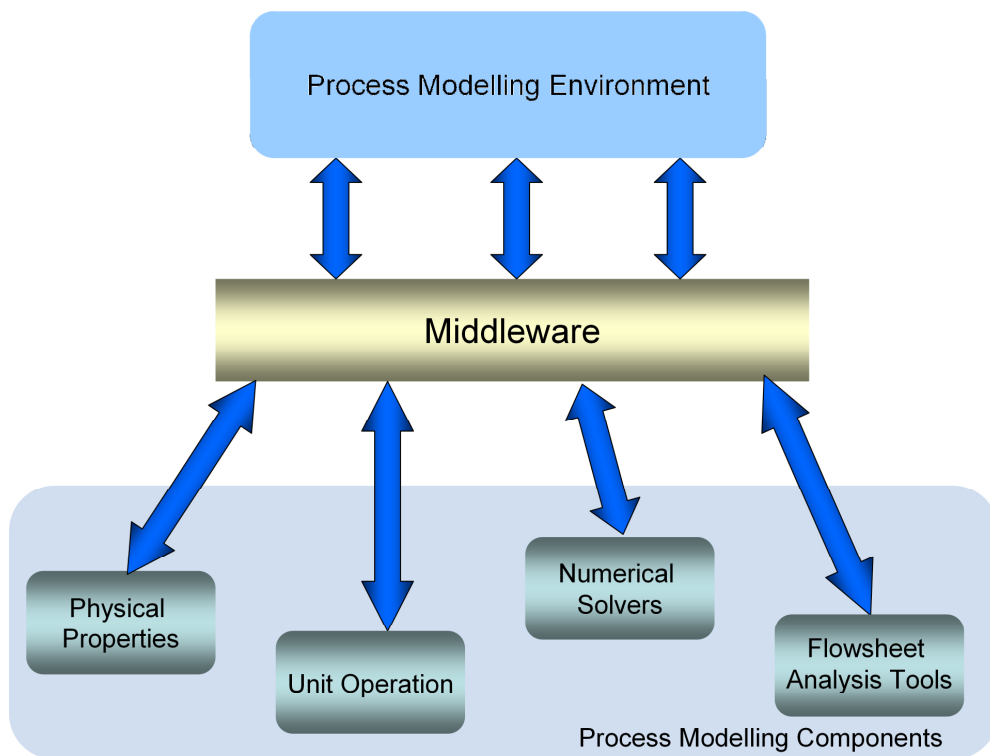 Process Modelling Environment
Middleware
Physical
Properties
Unit Operation
Numerical
Solvers
Flowsheet
Analysis Tools
Process Modelling Components